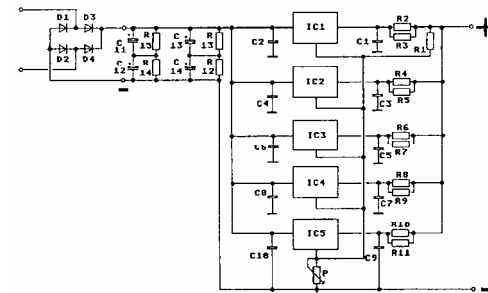 D1 D3
D2 D4
C 11
R 15
C 13
R 13
C 12
R 14
C 14
R 12
C2
IC1
C1
R2
R3
R1
+
-
C4
IC2
C3
R4
R5
C6
IC3
C5
R6
R7
C8
IC4
C7
R8
R9
C10
IC5
C9
R10
R11
P
-